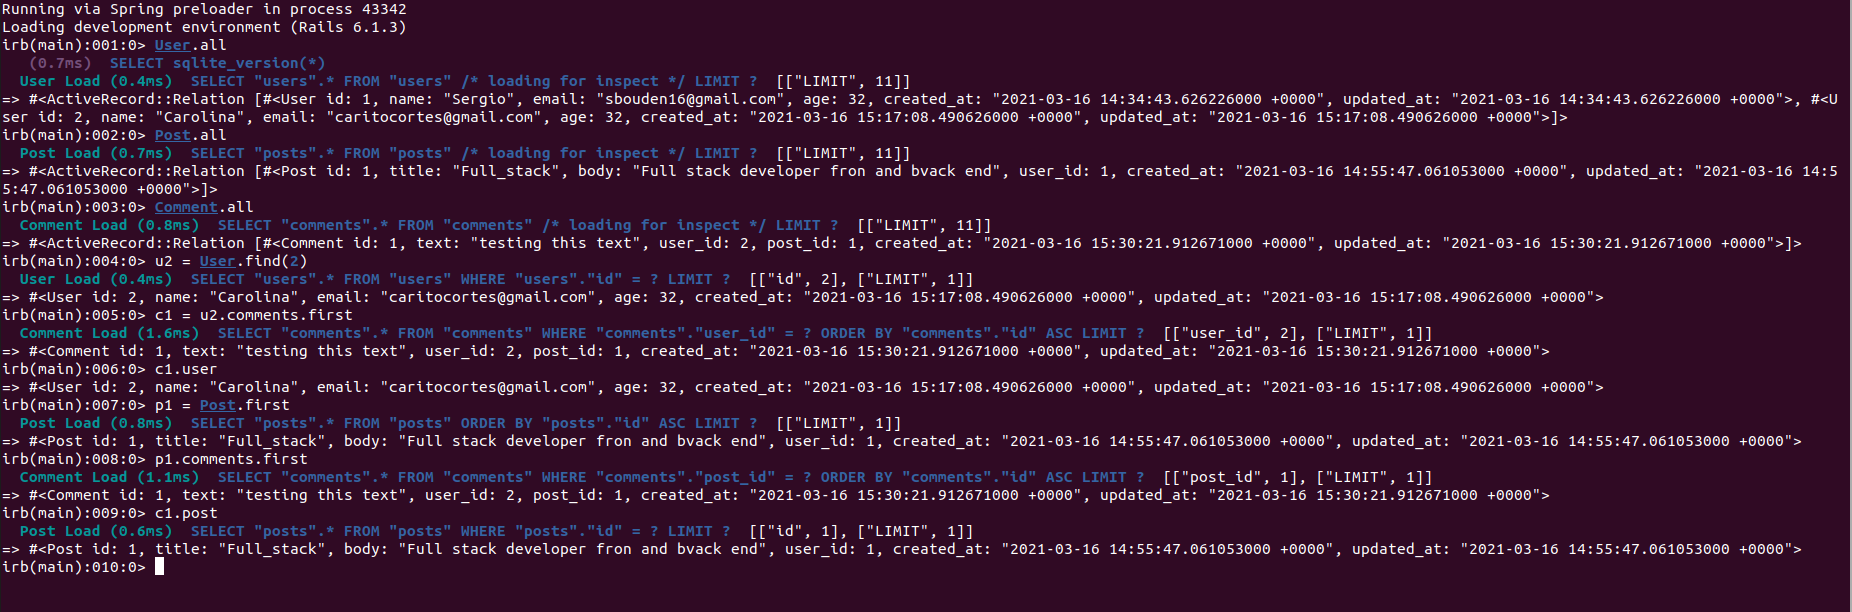 Running via Spring preloader in process 43342
Loading development environment (Rails 6.1.3)
irb(main):001:0> User.all
   (0.7ms)  SELECT sqlite_version(*)
  User Load (0.4ms)  SELECT "users".* FROM "users" /* loading for inspect */ LIMIT ?  [["LIMIT", 11]]
=> #<ActiveRecord::Relation [#<User id: 1, name: "Sergio", email: "sbouden16@gmail.com", age: 32, created_at: "2021-03-16 14:34:43.626226000 +0000", updated_at: "2021-03-16 14:34:43.626226000 +0000">, #<U
ser id: 2, name: "Carolina", email: "caritocortes@gmail.com", age: 32, created_at: "2021-03-16 15:17:08.490626000 +0000", updated_at: "2021-03-16 15:17:08.490626000 +0000">]>
irb(main):002:0> Post.all
  Post Load (0.7ms)  SELECT "posts".* FROM "posts" /* loading for inspect */ LIMIT ?  [["LIMIT", 11]]
=> #<ActiveRecord::Relation [#<Post id: 1, title: "Full_stack", body: "Full stack developer fron and bvack end", user_id: 1, created_at: "2021-03-16 14:55:47.061053000 +0000", updated_at: "2021-03-16 14:5
5:47.061053000 +0000">]>
irb(main):003:0> Comment.all
  Comment Load (0.8ms)  SELECT "comments".* FROM "comments" /* loading for inspect */ LIMIT ?  [["LIMIT", 11]]
=> #<ActiveRecord::Relation [#<Comment id: 1, text: "testing this text", user_id: 2, post_id: 1, created_at: "2021-03-16 15:30:21.912671000 +0000", updated_at: "2021-03-16 15:30:21.912671000 +0000">]>
irb(main):004:0> u2 = User.find(2)
  User Load (0.4ms)  SELECT "users".* FROM "users" WHERE "users"."id" = ? LIMIT ?  [["id", 2], ["LIMIT", 1]]
=> #<User id: 2, name: "Carolina", email: "caritocortes@gmail.com", age: 32, created_at: "2021-03-16 15:17:08.490626000 +0000", updated_at: "2021-03-16 15:17:08.490626000 +0000">
irb(main):005:0> c1 = u2.comments.first
  Comment Load (1.6ms)  SELECT "comments".* FROM "comments" WHERE "comments"."user_id" = ? ORDER BY "comments"."id" ASC LIMIT ?  [["user_id", 2], ["LIMIT", 1]]
=> #<Comment id: 1, text: "testing this text", user_id: 2, post_id: 1, created_at: "2021-03-16 15:30:21.912671000 +0000", updated_at: "2021-03-16 15:30:21.912671000 +0000">
irb(main):006:0> c1.user
=> #<User id: 2, name: "Carolina", email: "caritocortes@gmail.com", age: 32, created_at: "2021-03-16 15:17:08.490626000 +0000", updated_at: "2021-03-16 15:17:08.490626000 +0000">
irb(main):007:0> p1 = Post.first
  Post Load (0.8ms)  SELECT "posts".* FROM "posts" ORDER BY "posts"."id" ASC LIMIT ?  [["LIMIT", 1]]
=> #<Post id: 1, title: "Full_stack", body: "Full stack developer fron and bvack end", user_id: 1, created_at: "2021-03-16 14:55:47.061053000 +0000", updated_at: "2021-03-16 14:55:47.061053000 +0000">
irb(main):008:0> p1.comments.first
  Comment Load (1.1ms)  SELECT "comments".* FROM "comments" WHERE "comments"."post_id" = ? ORDER BY "comments"."id" ASC LIMIT ?  [["post_id", 1], ["LIMIT", 1]]
=> #<Comment id: 1, text: "testing this text", user_id: 2, post_id: 1, created_at: "2021-03-16 15:30:21.912671000 +0000", updated_at: "2021-03-16 15:30:21.912671000 +0000">
irb(main):009:0> c1.post
  Post Load (0.6ms)  SELECT "posts".* FROM "posts" WHERE "posts"."id" = ? LIMIT ?  [["id", 1], ["LIMIT", 1]]
=> #<Post id: 1, title: "Full_stack", body: "Full stack developer fron and bvack end", user_id: 1, created_at: "2021-03-16 14:55:47.061053000 +0000", updated_at: "2021-03-16 14:55:47.061053000 +0000">
irb(main):010:0>